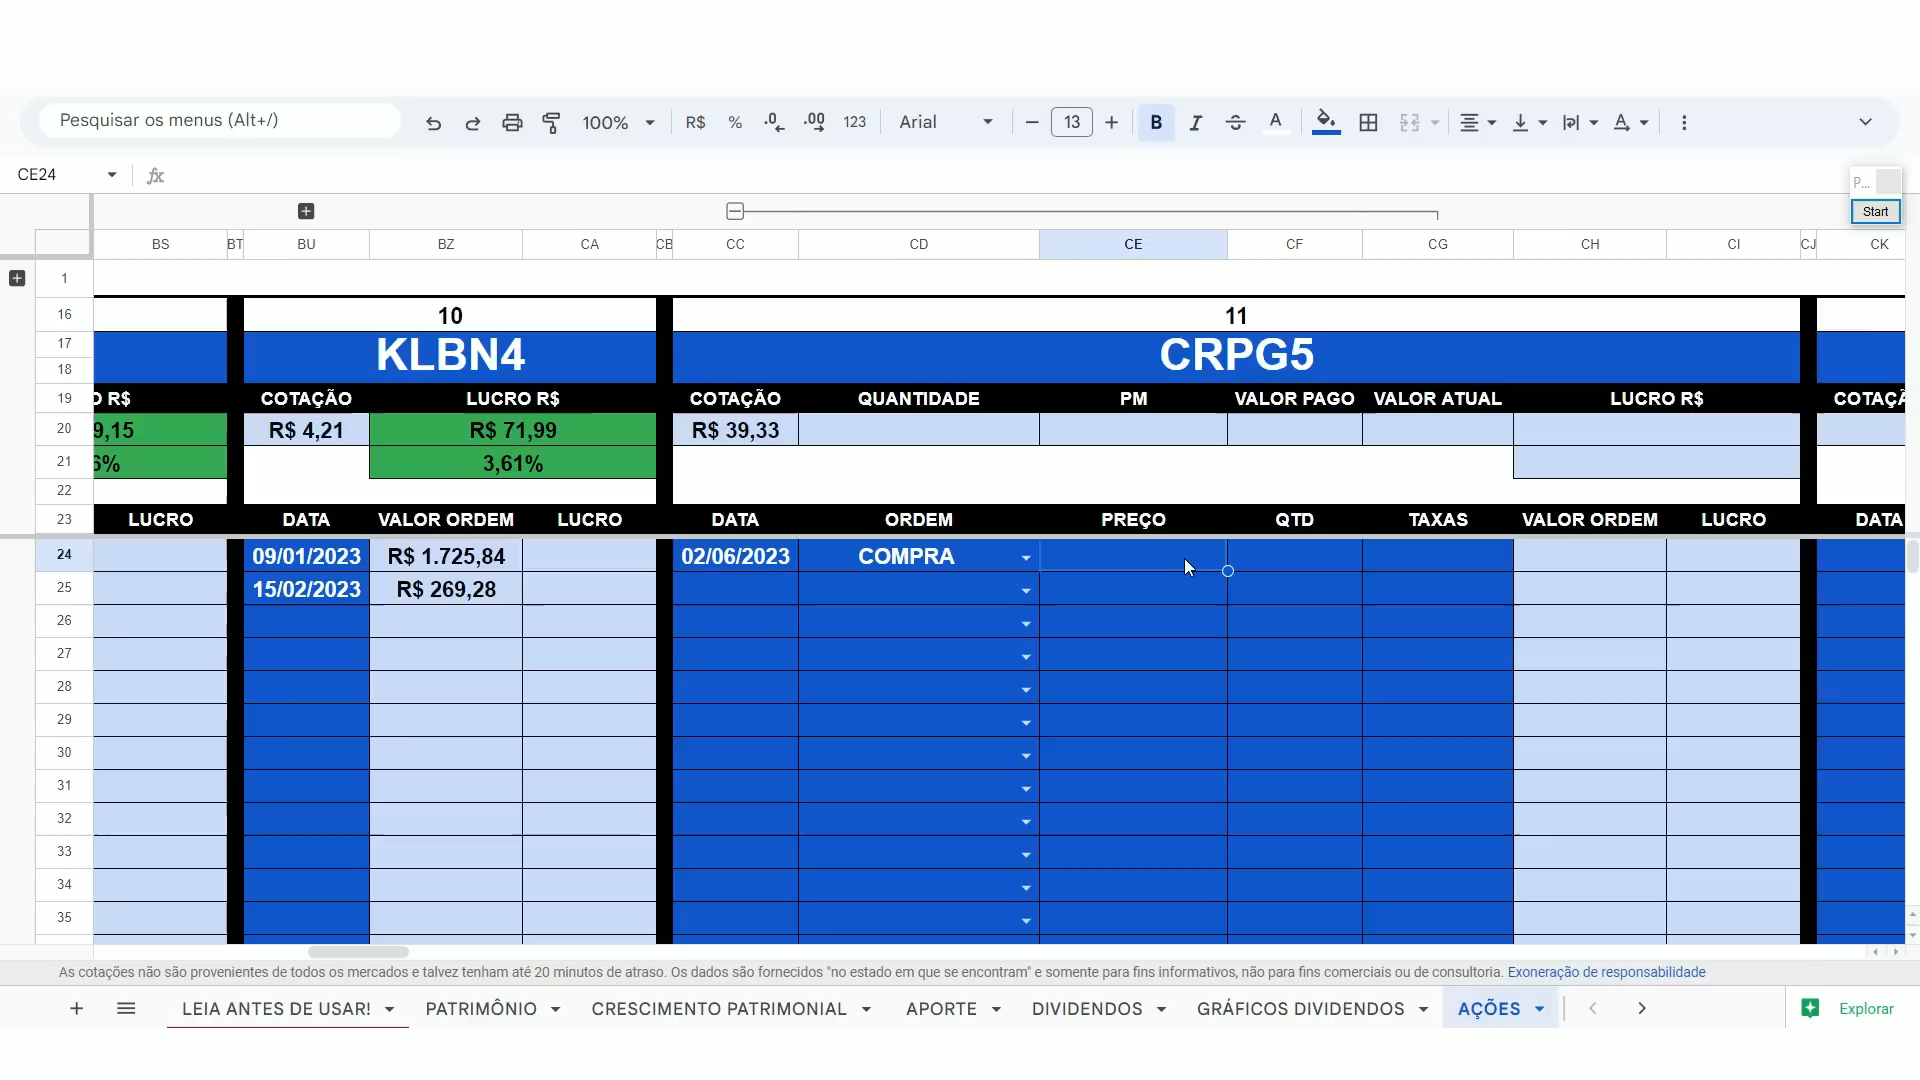 Pesquisar os menus (Alt+/)
100%
R$ % .0 .00 123
Arial
13
B I A
CE24
fx
P...
Start
BS BT BU BZ CA CB CC CD CE CF CG CH CI CJ CK
1
16 10 11
17 KLBN4 CRPG5
18
19 O R$ COTAÇÃO LUCRO R$ COTAÇÃO QUANTIDADE PM VALOR PAGO VALOR ATUAL LUCRO R$ COTAÇÃ
20 9,15 R$ 4,21 R$ 71,99 R$ 39,33
21 6% 3,61%
22
23 LUCRO DATA VALOR ORDEM LUCRO DATA ORDEM PREÇO QTD TAXAS VALOR ORDEM LUCRO DATA
24 09/01/2023 R$ 1.725,84 02/06/2023 COMPRA
25 15/02/2023 R$ 269,28
26
27
28
29
30
31
32
33
34
35
As cotações não são provenientes de todos os mercados e talvez tenham até 20 minutos de atraso. Os dados são fornecidos "no estado em que se encontram" e somente para fins informativos, não para fins comerciais ou de consultoria. Exoneração de responsabilidade
LEIA ANTES DE USAR! PATRIMÔNIO CRESCIMENTO PATRIMONIAL APORTE DIVIDENDOS GRÁFICOS DIVIDENDOS AÇÕES Explorar